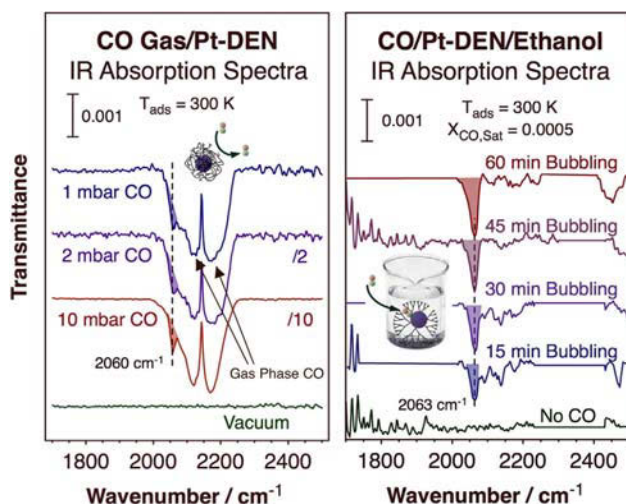 CO Gas/Pt-DEN
IR Absorption Spectra
0.001
Tads = 300 K
1 mbar CO
2 mbar CO
/2
10 mbar CO
/10
2060 cm-1
Gas Phase CO
Vacuum
1800 2000 2200 2400
Wavenumber / cm-1
Transmittance
CO/Pt-DEN/Ethanol
IR Absorption Spectra
0.001
Tads = 300 K
XCO,Sat = 0.0005
60 min Bubbling
45 min Bubbling
30 min Bubbling
15 min Bubbling
2063 cm-1
No CO
1800 2000 2200 2400
Wavenumber / cm-1